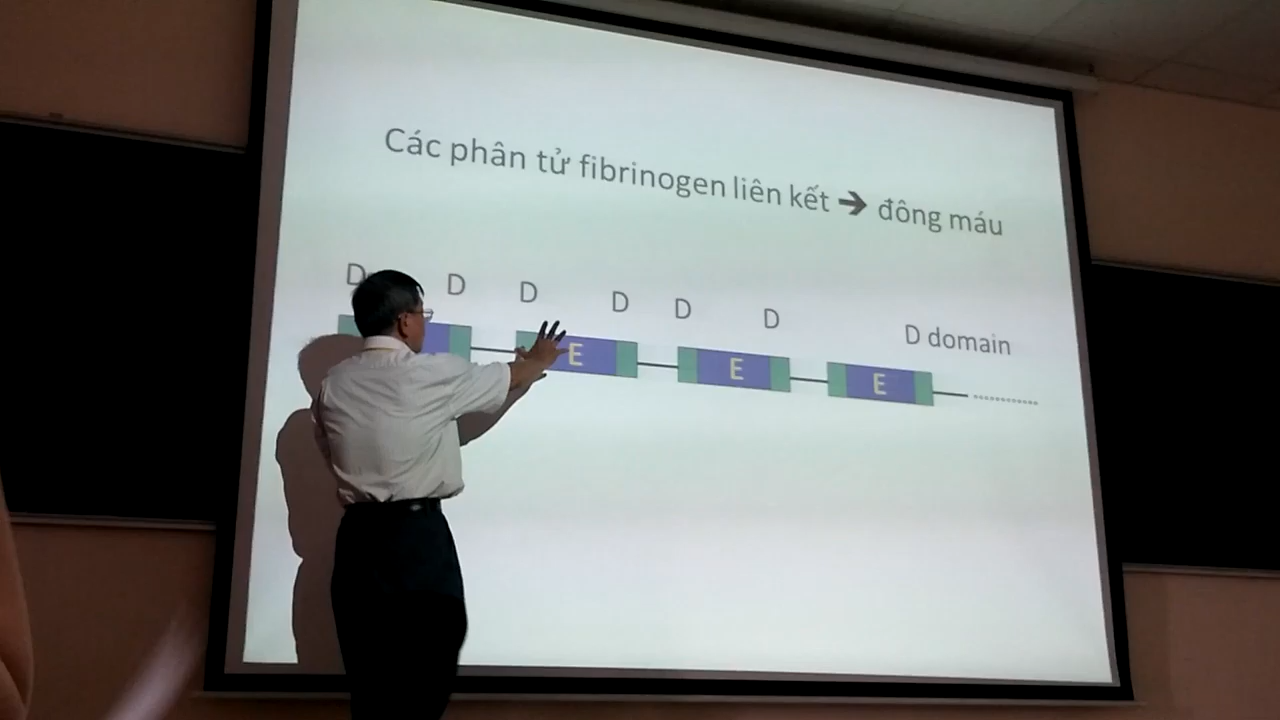 Các phân tử fibrinogen liên kết ➔ đông máu
D D D D D D D domain
E E E